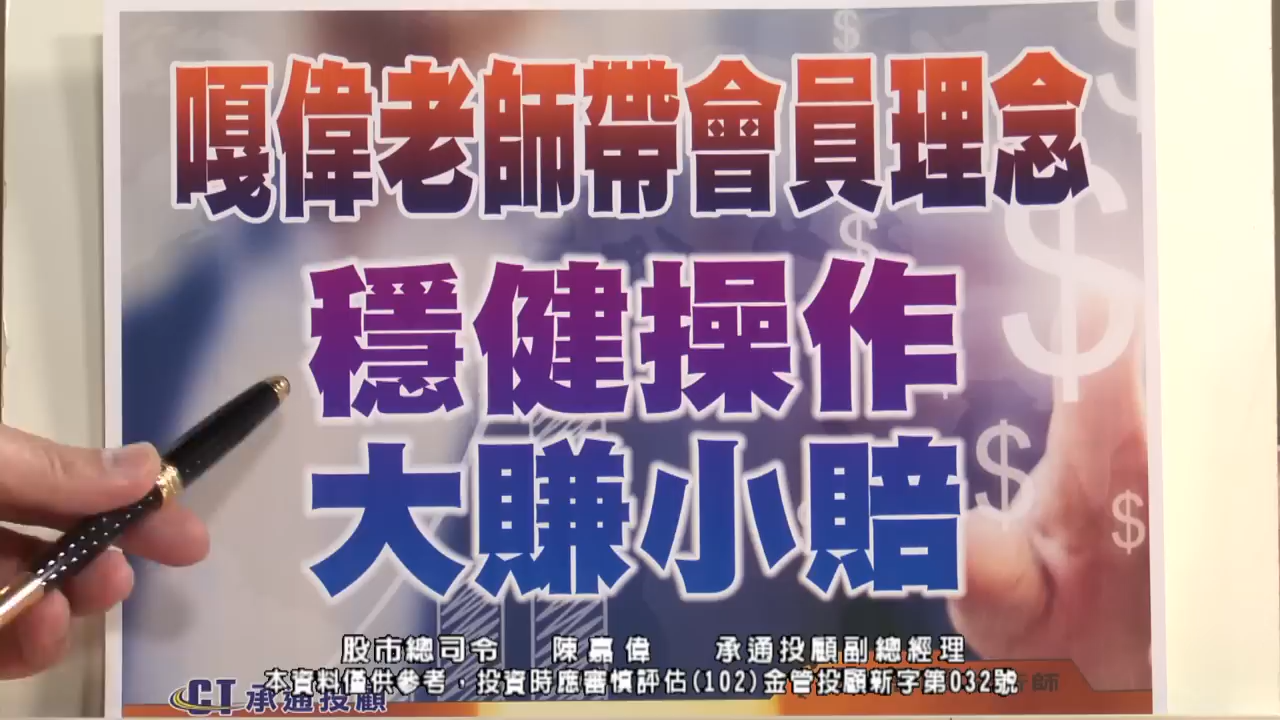 嘎偉老師帶會員理念
穩健操作
大賺小賠
股市總司令 陳嘉偉 承通投顧副總經理
本資料僅供參考，投資時應審慎評估(102)金管投顧新字第032號
CT 承通投顧
師